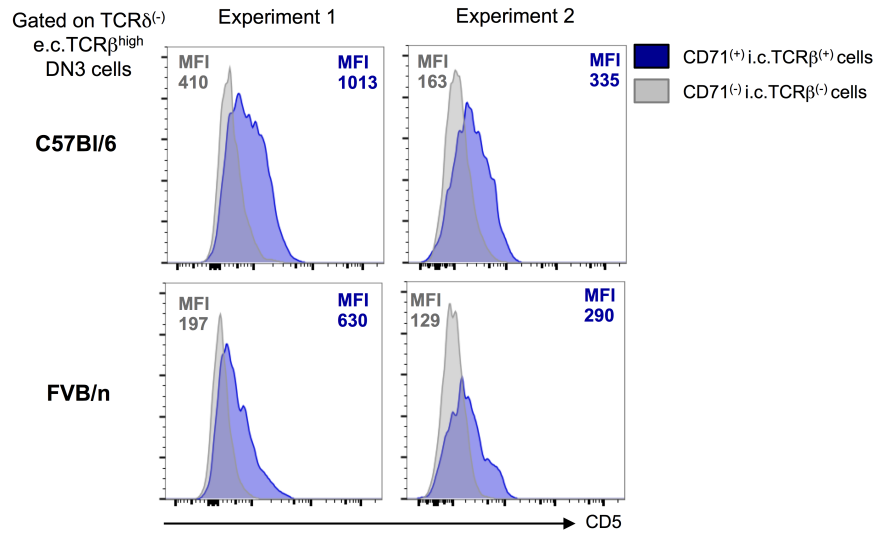 Gated on TCRδ(-)
e.c.TCRβhigh
DN3 cells
Experiment 1
Experiment 2
CD71(+) i.c.TCRβ(+) cells
CD71(-) i.c.TCRβ(-) cells
C57Bl/6
MFI
410
MFI
1013
MFI
163
MFI
335
FVB/n
MFI
197
MFI
630
MFI
129
MFI
290
CD5